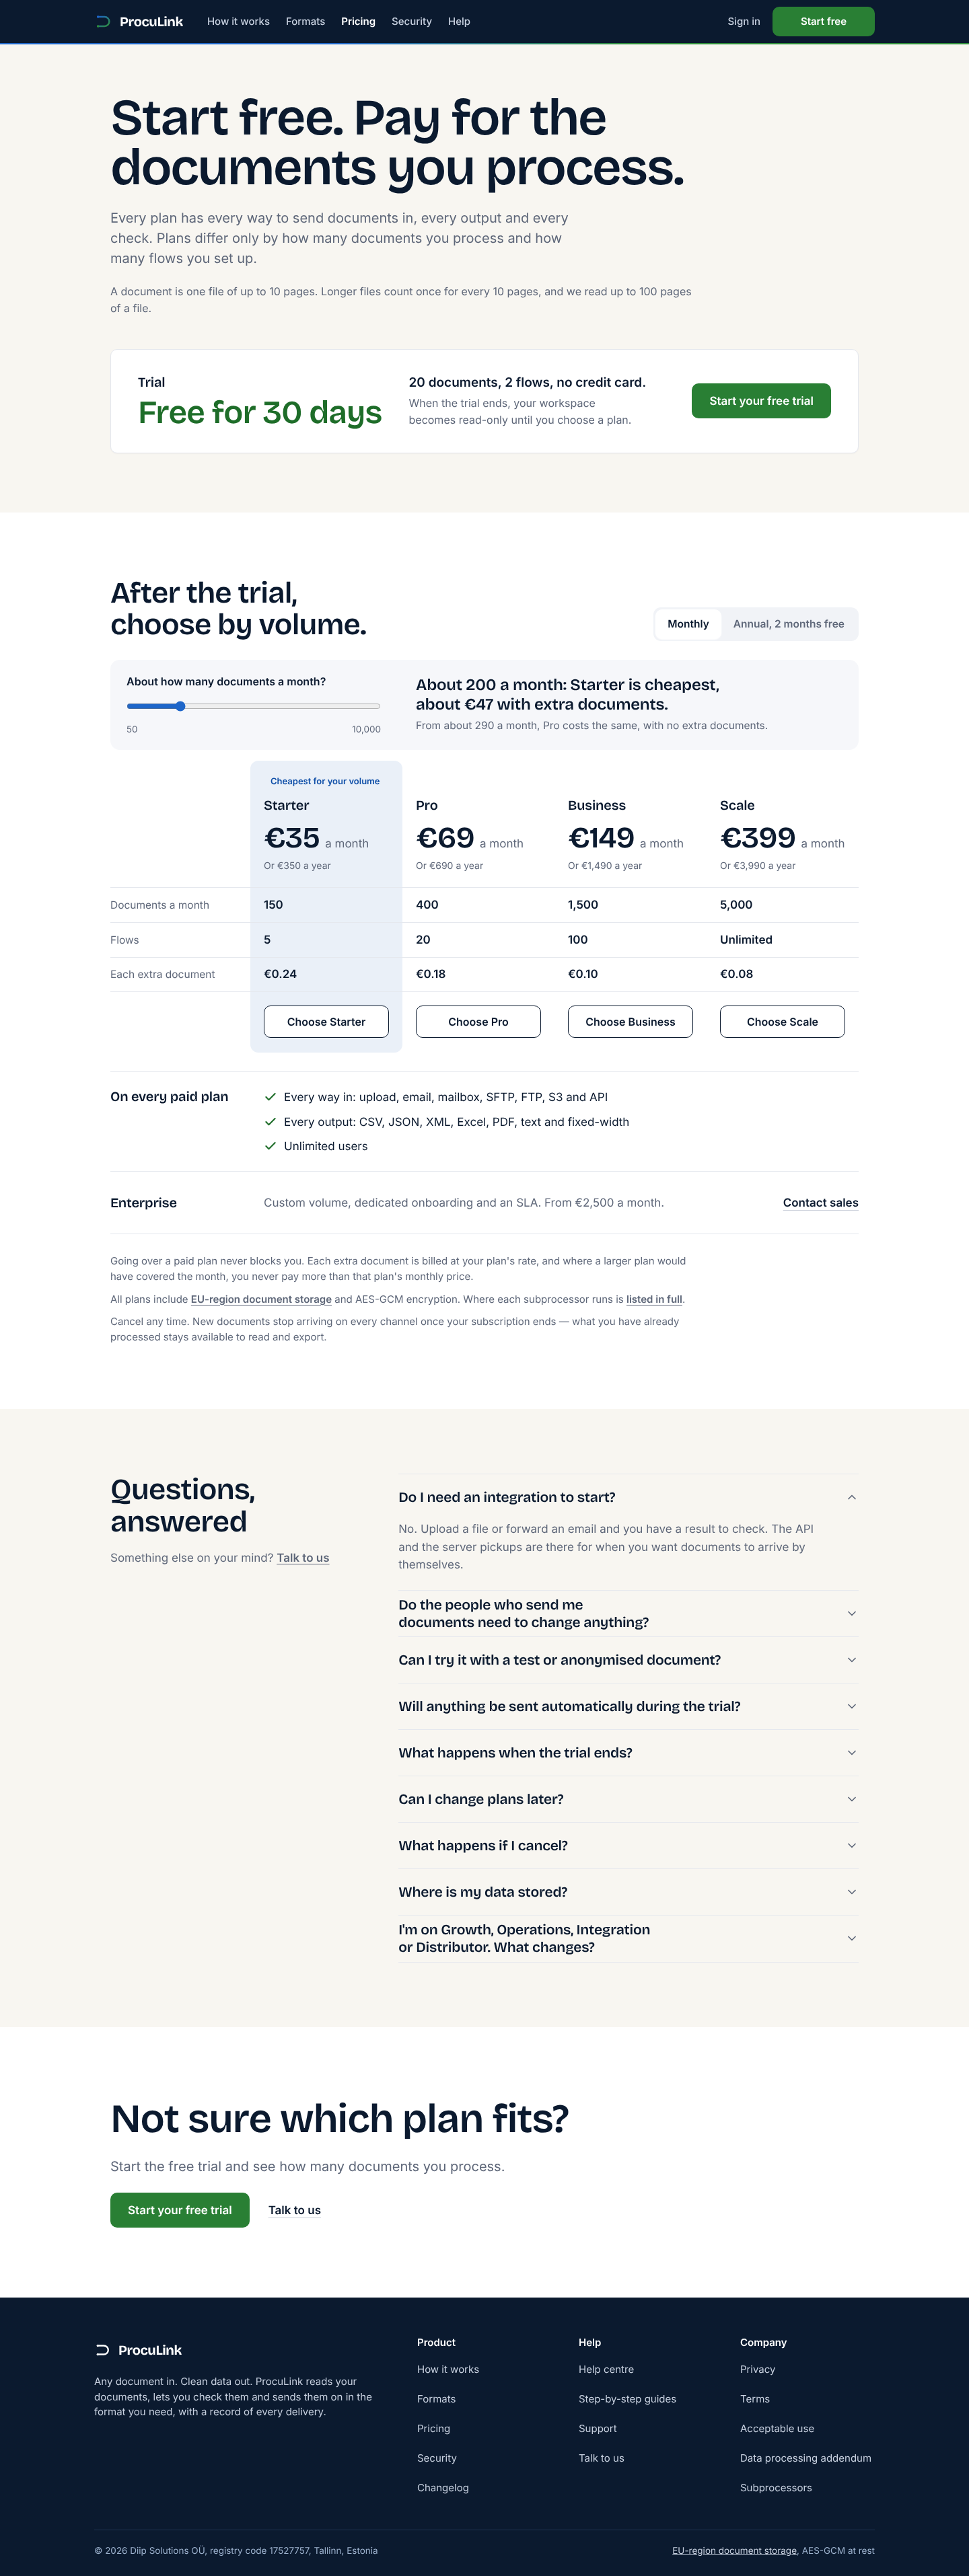 ProcuLink
How it works
Formats
Pricing
Security
Help
Sign in
Start free
Start free. Pay for the
documents you process.
Every plan has every way to send documents in, every output and every
check. Plans differ only by how many documents you process and how
many flows you set up.
A document is one file of up to 10 pages. Longer files count once for every 10 pages, and we read up to 100 pages
of a file.
Trial
Free for 30 days
20 documents, 2 flows, no credit card.
When the trial ends, your workspace
becomes read-only until you choose a plan.
Start your free trial
After the trial,
choose by volume.
Monthly
Annual, 2 months free
About how many documents a month?
50
10,000
About 200 a month: Starter is cheapest,
about €47 with extra documents.
From about 290 a month, Pro costs the same, with no extra documents.
Cheapest for your volume
Starter
Pro
Business
Scale
€35 a month
€69 a month
€149 a month
€399 a month
Or €350 a year
Or €690 a year
Or €1,490 a year
Or €3,990 a year
Documents a month
150
400
1,500
5,000
Flows
5
20
100
Unlimited
Each extra document
€0.24
€0.18
€0.10
€0.08
Choose Starter
Choose Pro
Choose Business
Choose Scale
On every paid plan
Every way in: upload, email, mailbox, SFTP, FTP, S3 and API
Every output: CSV, JSON, XML, Excel, PDF, text and fixed-width
Unlimited users
Enterprise
Custom volume, dedicated onboarding and an SLA. From €2,500 a month.
Contact sales
Going over a paid plan never blocks you. Each extra document is billed at your plan's rate, and where a larger plan would
have covered the month, you never pay more than that plan's monthly price.
All plans include EU-region document storage and AES-GCM encryption. Where each subprocessor runs is listed in full.
Cancel any time. New documents stop arriving on every channel once your subscription ends — what you have already
processed stays available to read and export.
Questions,
answered
Something else on your mind? Talk to us
Do I need an integration to start?
No. Upload a file or forward an email and you have a result to check. The API
and the server pickups are there for when you want documents to arrive by
themselves.
Do the people who send me
documents need to change anything?
Can I try it with a test or anonymised document?
Will anything be sent automatically during the trial?
What happens when the trial ends?
Can I change plans later?
What happens if I cancel?
Where is my data stored?
I'm on Growth, Operations, Integration
or Distributor. What changes?
Not sure which plan fits?
Start the free trial and see how many documents you process.
Start your free trial
Talk to us
ProcuLink
Any document in. Clean data out. ProcuLink reads your
documents, lets you check them and sends them on in the
format you need, with a record of every delivery.
Product
How it works
Formats
Pricing
Security
Changelog
Help
Help centre
Step-by-step guides
Support
Talk to us
Company
Privacy
Terms
Acceptable use
Data processing addendum
Subprocessors
© 2026 Diip Solutions OÜ, registry code 17527757, Tallinn, Estonia
EU-region document storage, AES-GCM at rest